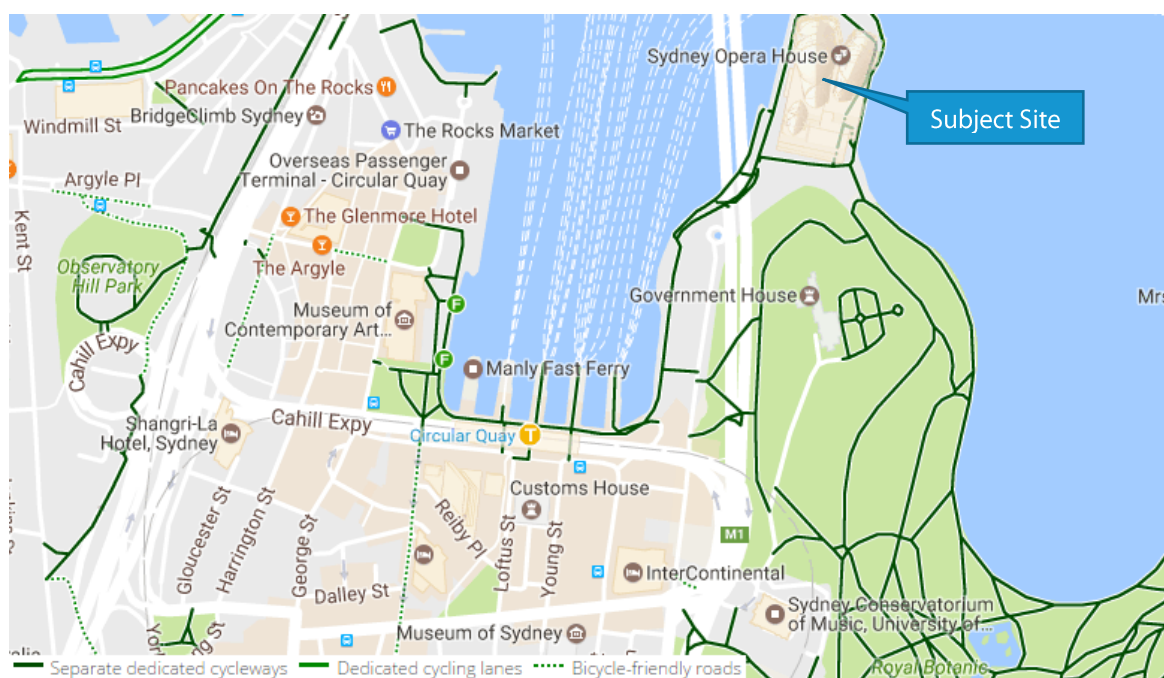 Sydney Opera House
Pancakes On The Rocks
BridgeClimb Sydney
Subject Site
Windmill St
The Rocks Market
Overseas Passenger
Terminal - Circular Quay
Argyle Pl
The Glenmore Hotel
Kent St
The Argyle
Observatory
Hill Park
Government House
Mrs
Museum of
Contemporary Art...
F
Cahill Expy
F
Manly Fast Ferry
Shangri-La
Hotel, Sydney
Cahill Expy
Circular Quay
T
Customs House
Gloucester St
Harrington St
George St
Reiby Pl
Loftus St
Young St
M1
InterContinental
Dalley St
Sydney Conservatorium
of Music, University of...
Museum of Sydney
Royal Botanic
Separate dedicated cycleways
Dedicated cycling lanes
Bicycle-friendly roads